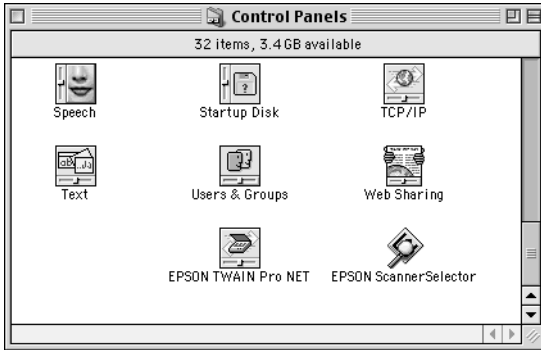 Control Panels
32 items, 3.4 GB available
Speech
Startup Disk
TCP/IP
Text
Users & Groups
Web Sharing
EPSON TWAIN Pro NET
EPSON ScannerSelector